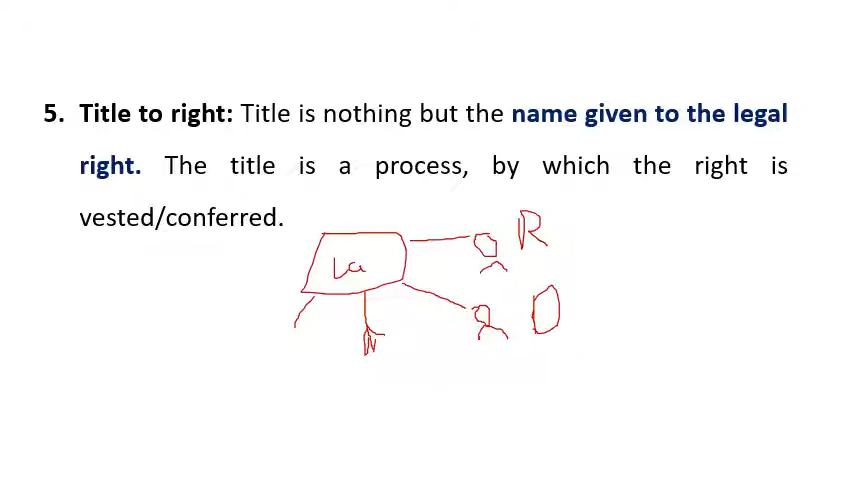 5. Title to right: Title is nothing but the name given to the legal
right. The title is a process, by which the right is
vested/conferred.
R
La
D